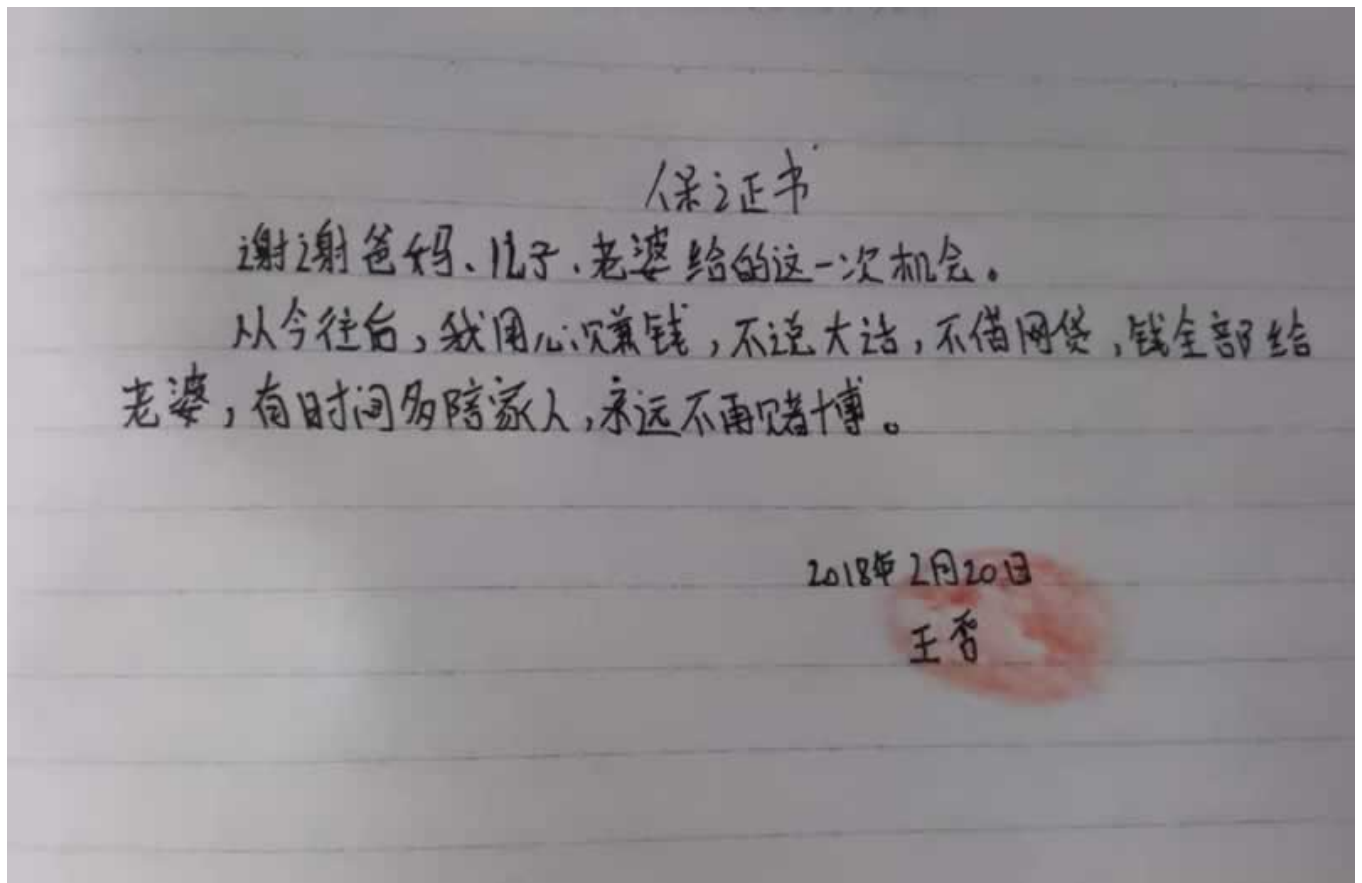 保证书
谢谢爸妈、儿子、老婆给的这一次机会。
从今往后,我用心赚钱,不说大话,不借网贷,钱全部给
老婆,有时间多陪家人,永远不再赌博。
2018年2月20日
王